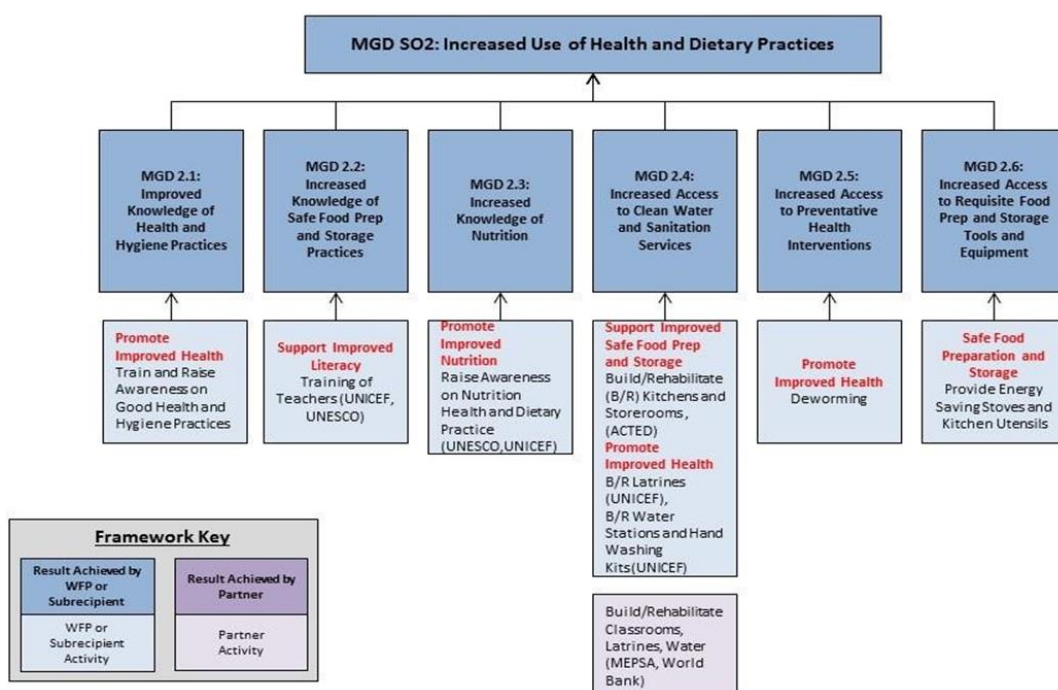 MGD SO2: Increased Use of Health and Dietary Practices
MGD 2.1:
Improved
Knowledge of
Health and
Hygiene Practices
MGD 2.2:
Increased
Knowledge of
Safe Food Prep
and Storage
Practices
MGD 2.3:
Increased
Knowledge of
Nutrition
MGD 2.4:
Increased Access
to Clean Water
and Sanitation
Services
MGD 2.5:
Increased Access
to Preventative
Health
Interventions
MGD 2.6:
Increased Access
to Requisite Food
Prep and Storage
Tools and
Equipment
Promote
Improved Health
Train and Raise
Awareness on
Good Health and
Hygiene Practices
Support Improved
Literacy
Training of
Teachers (UNICEF,
UNESCO)
Promote
Improved
Nutrition
Raise Awareness
on Nutrition
Health and Dietary
Practice
(UNESCO,UNICEF)
Support Improved
Safe Food Prep
and Storage
Build/Rehabilitate
(B/R) Kitchens and
Storerooms,
(ACTED)
Promote
Improved Health
B/R Latrines
(UNICEF),
B/R Water
Stations and Hand
Washing
Kits(UNICEF)
Promote
Improved Health
Deworming
Safe Food
Preparation and
Storage
Provide Energy
Saving Stoves and
Kitchen Utensils
Build/Rehabilitate
Classrooms,
Latrines, Water
(MEPSA, World
Bank)
Framework Key
Result Achieved by
WFP or
Subrecipient
Result Achieved by
Partner
WFP or
Subrecipient
Activity
Partner
Activity